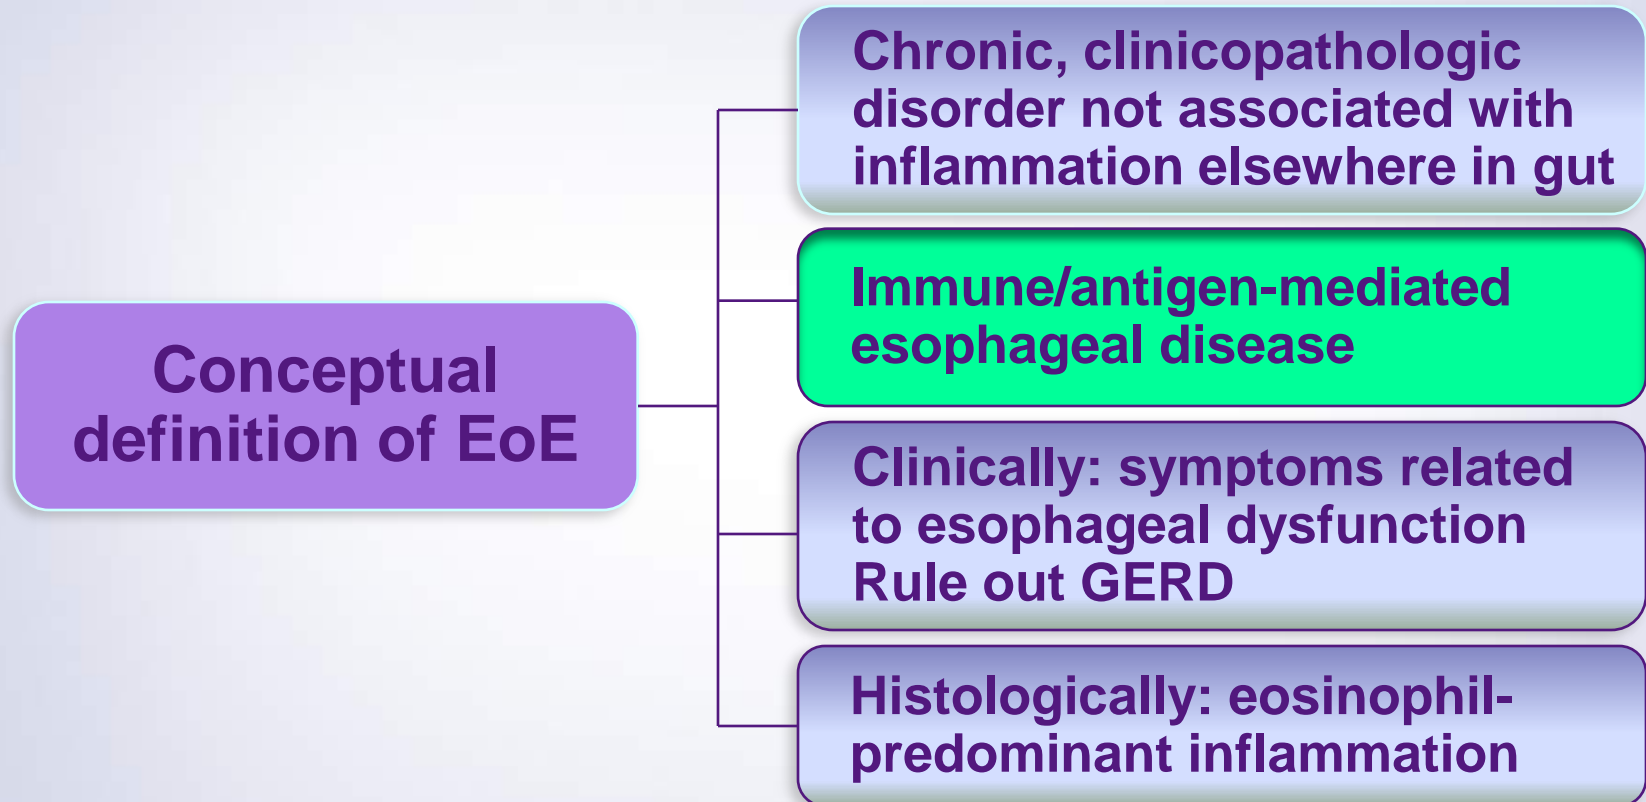 Conceptual
definition of EoE
Chronic, clinicopathologic
disorder not associated with
inflammation elsewhere in gut
Immune/antigen-mediated
esophageal disease
Clinically: symptoms related
to esophageal dysfunction
Rule out GERD
Histologically: eosinophil-
predominant inflammation